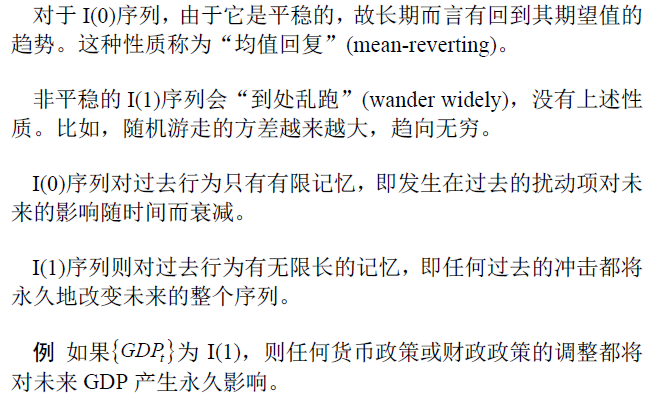 对于 I(0)序列，由于它是平稳的，故长期而言有回到其期望值的
趋势。这种性质称为“均值回复”(mean-reverting)。
非平稳的 I(1)序列会“到处乱跑”(wander widely)，没有上述性
质。比如，随机游走的方差越来越大，趋向无穷。
I(0)序列对过去行为只有有限记忆，即发生在过去的扰动项对未
来的影响随时间而衰减。
I(1)序列则对过去行为有无限长的记忆，即任何过去的冲击都将
永久地改变未来的整个序列。
例 如果{GDPₜ}为 I(1)，则任何货币政策或财政政策的调整都将
对未来 GDP 产生永久影响。